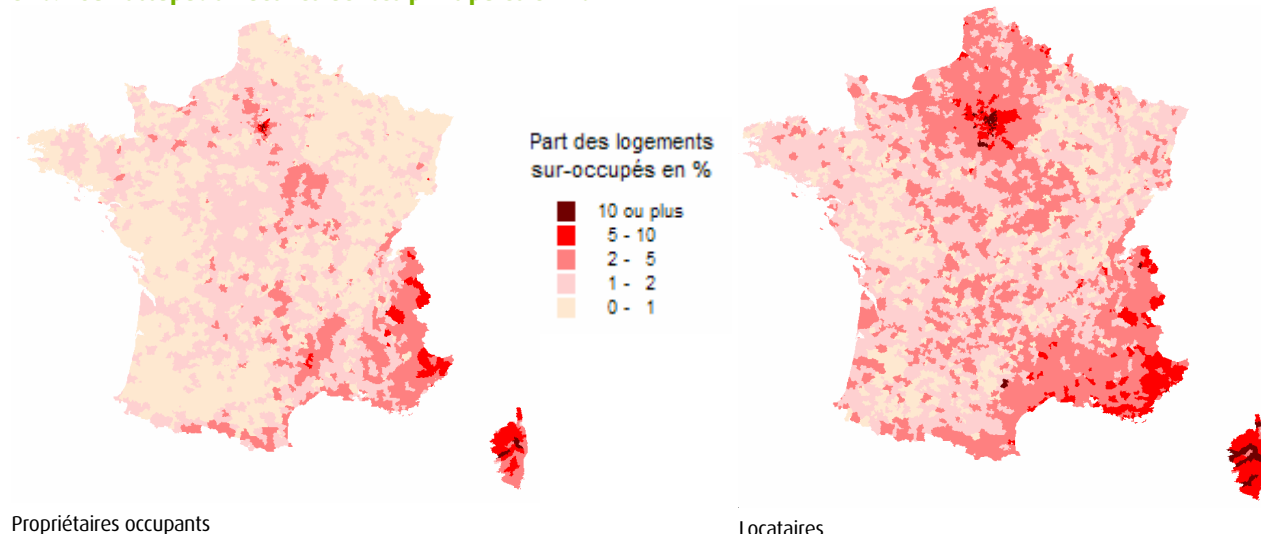 Part des logements
sur-occupés en %
10 ou plus
5 - 10
2 - 5
1 - 2
0 - 1
Propriétaires occupants
Locataires